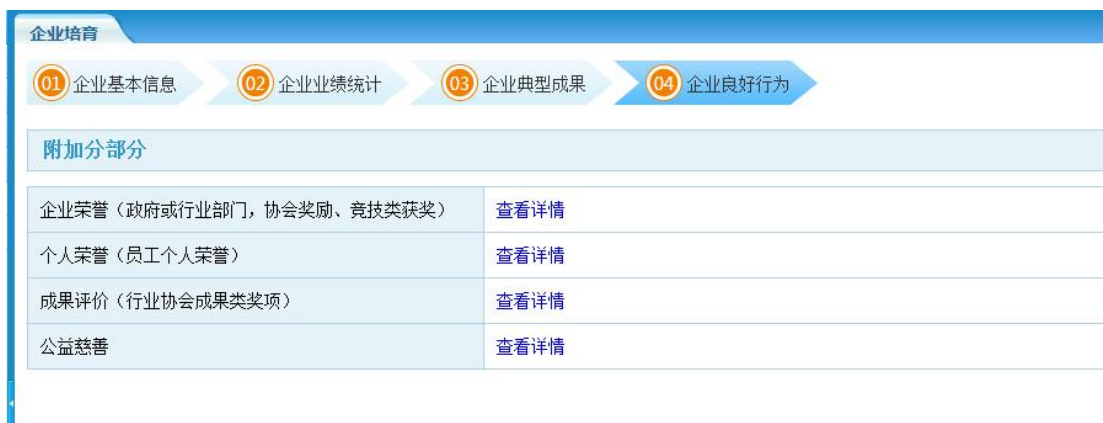 企业培育
01 企业基本信息 02 企业业绩统计 03 企业典型成果 04 企业良好行为
附加分部分
企业荣誉（政府或行业部门，协会奖励、竞技类获奖） 查看详情
个人荣誉（员工个人荣誉） 查看详情
成果评价（行业协会成果类奖项） 查看详情
公益慈善 查看详情